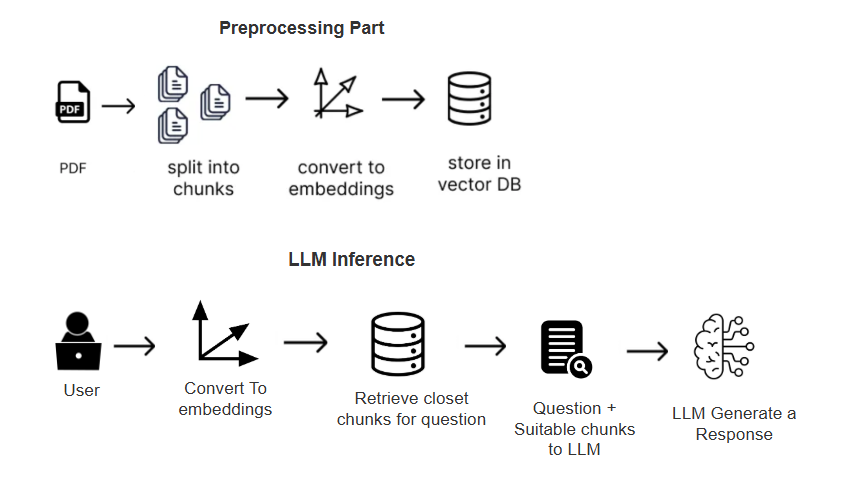 Preprocessing Part
PDF
PDF
split into
chunks
convert to
embeddings
store in
vector DB
LLM Inference
User
Convert To
embeddings
Retrieve closet
chunks for question
Question +
Suitable chunks
to LLM
LLM Generate a
Response